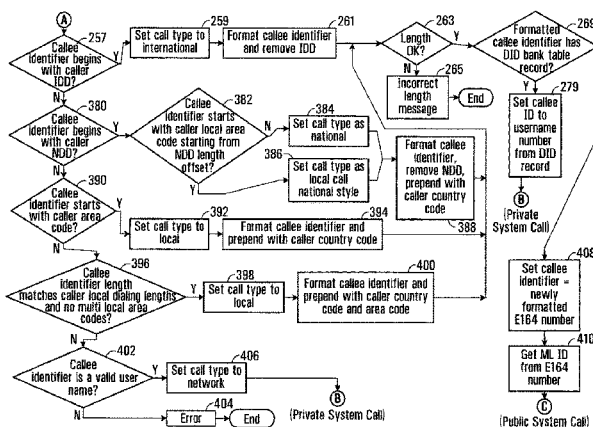 A
257
Callee
identifier begins
with caller
IDD?
Y
N
259
Set call type to
international
261
Format callee identifier
and remove IDD
263
Length
OK?
Y
N
265
Incorrect
length
message
End
269
Formatted
callee identifier has
DID bank table
record?
Y
279
Set callee
ID to
username
number
from DID
record
B
(Private
System Call)
380
Callee
identifier begins
with caller
NDD?
Y
N
382
Callee
identifier starts
with caller local area
code starting from
NDD length
offset?
N
Y
384
Set call type as
national
386
Set call type as
local call
national style
Format callee
identifier,
remove NDD,
prepend with
caller country
code
388
390
Callee
identifier starts
with caller area
code?
Y
N
392
Set call type to
local
394
Format callee identifier and
prepend with caller country code
396
Callee
identifier length
matches caller local dialing lengths
and no multi local area
codes?
Y
N
398
Set call type to
local
400
Format callee identifier and
prepend with caller country
code and area code
402
Callee
identifier is a valid user
name?
Y
N
406
Set call type to
network
B
(Private System Call)
404
Error
End
408
Set callee
identifier =
newly
formatted
E164 number
410
Get ML ID
from E164
number
C
(Public System Call)